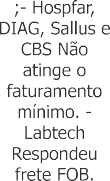 ;- Hospfar,
DIAG, Sallus e
CBS Não
atinge o
faturamento
mínimo. -
Labtech
Respondeu
frete FOB.